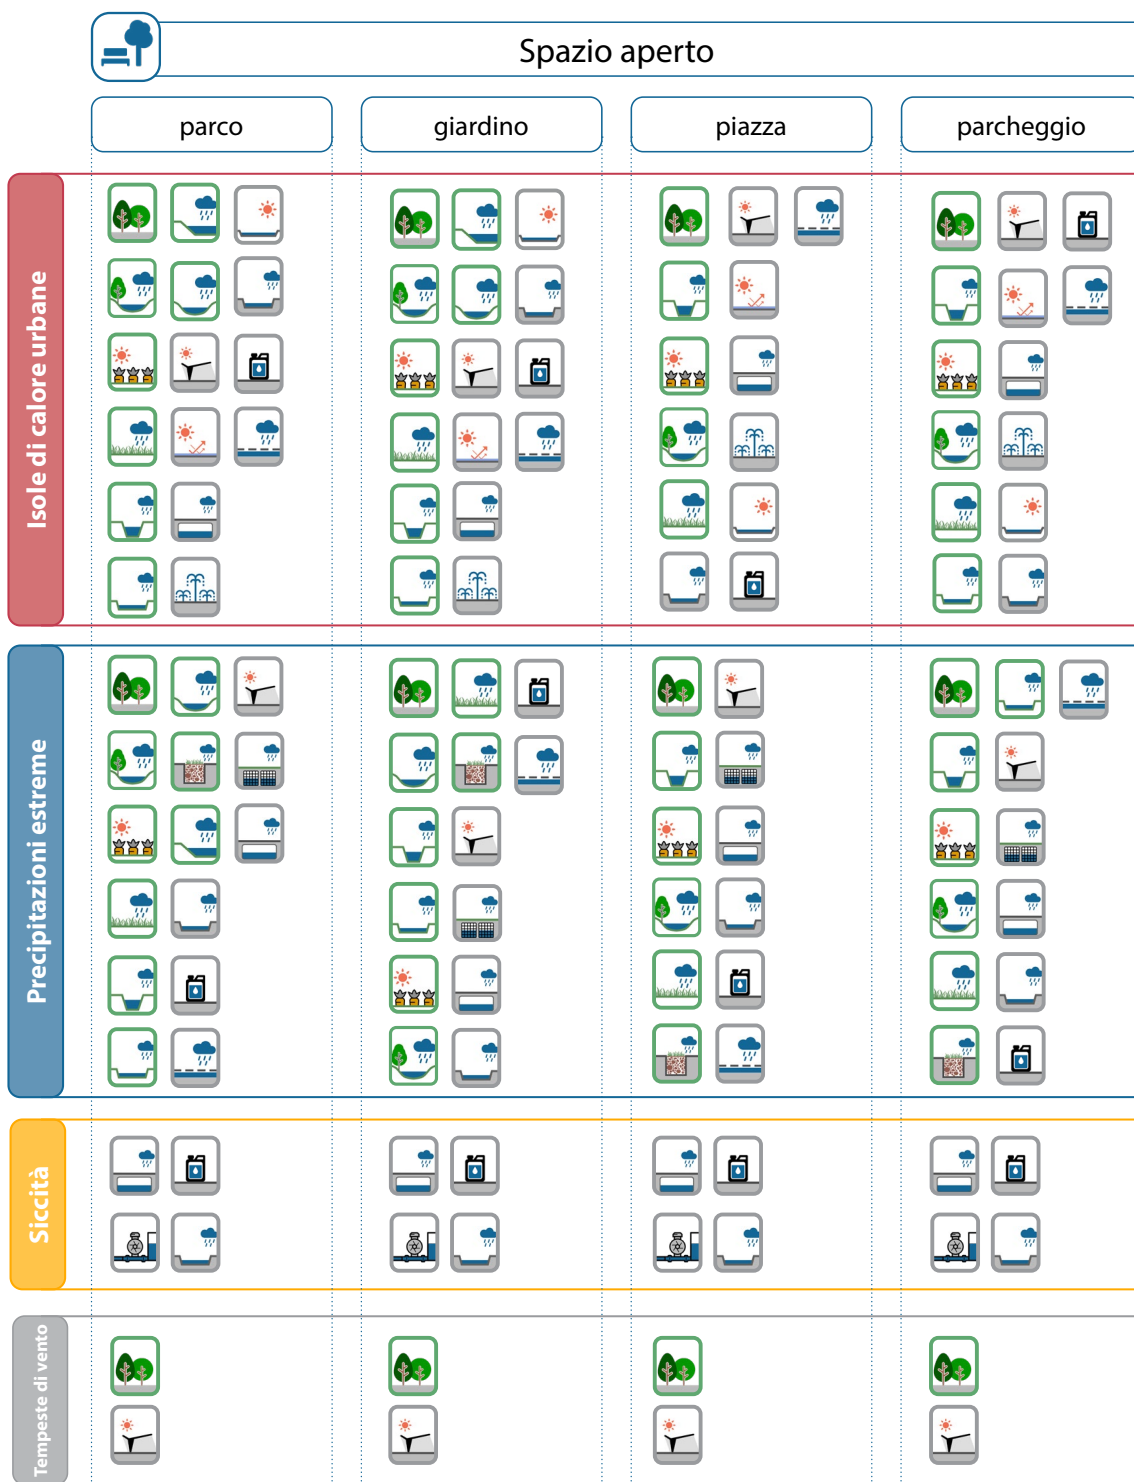 Spazio aperto
parco
giardino
piazza
parcheggio
Isole di calore urbane
Precipitazioni estreme
Siccità
Tempeste di vento